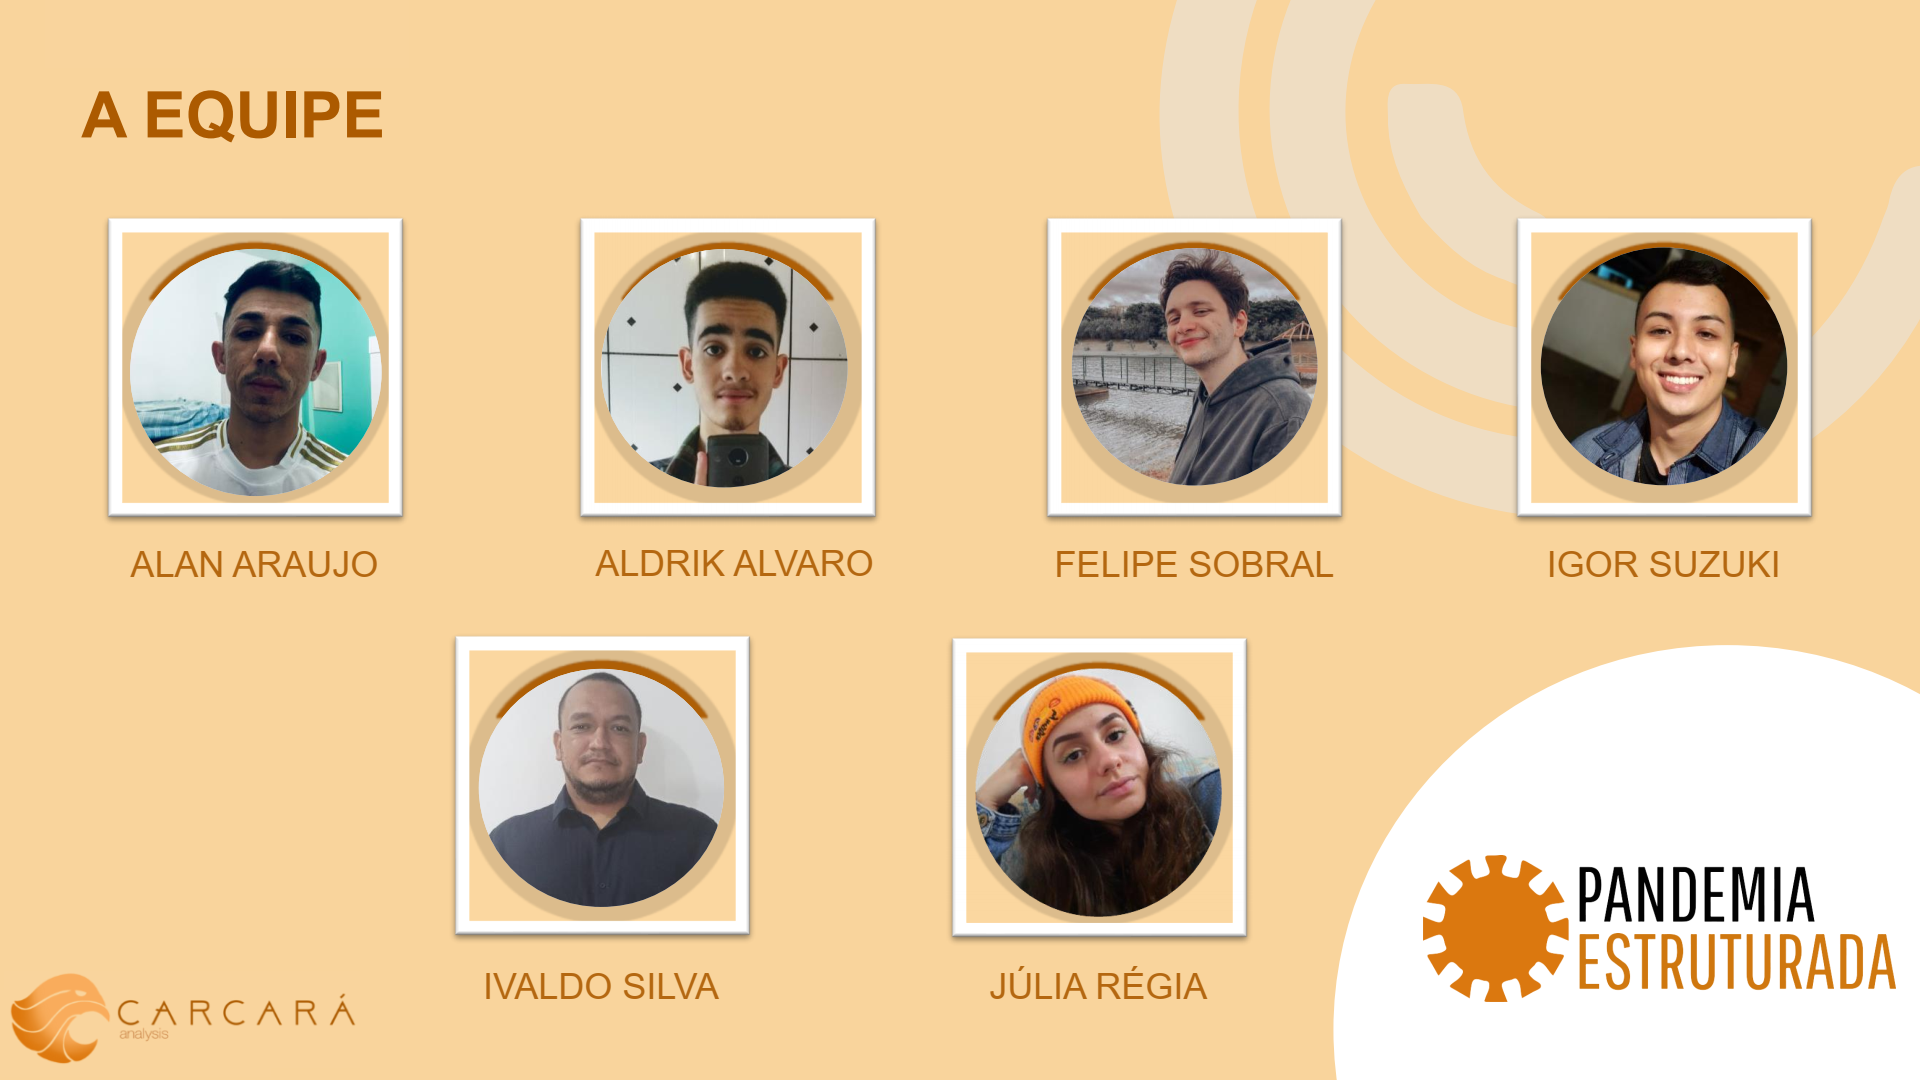 A EQUIPE
ALAN ARAUJO
ALDRIK ALVARO
FELIPE SOBRAL
IGOR SUZUKI
IVALDO SILVA
JÚLIA RÉGIA
PANDEMIA
ESTRUTURADA
CARCARÁ
analysis